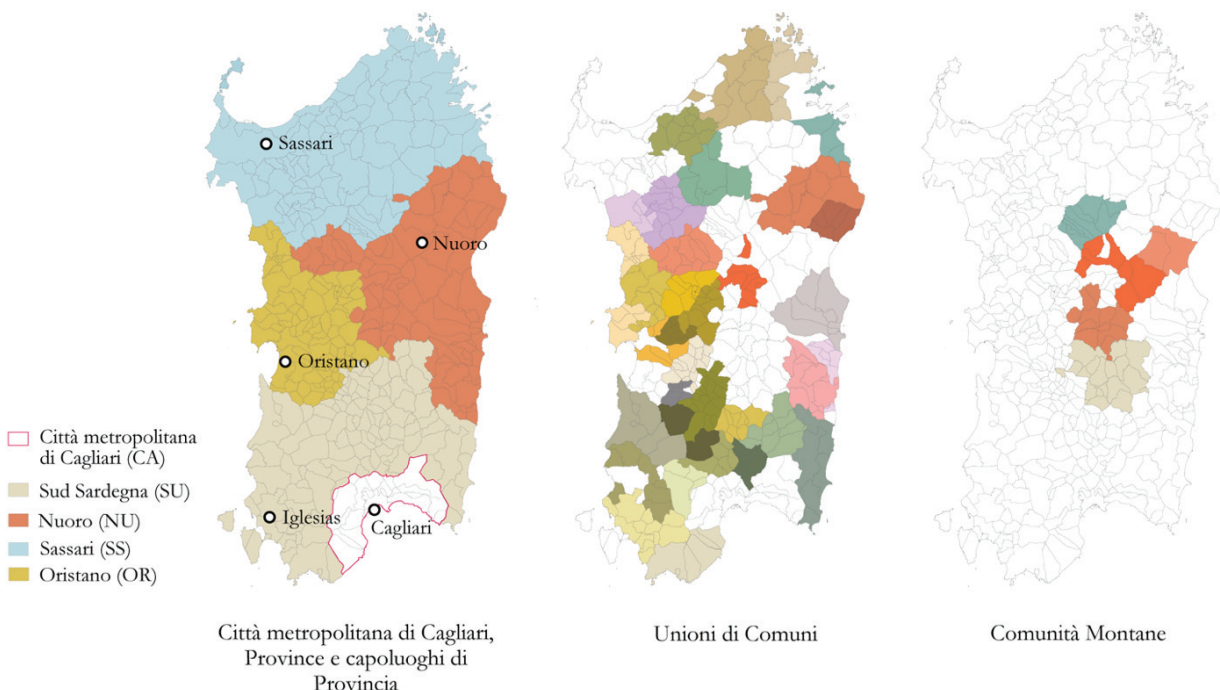 Sassari
Nuoro
Oristano
Iglesias
Cagliari
Città metropolitana
di Cagliari (CA)
Sud Sardegna (SU)
Nuoro (NU)
Sassari (SS)
Oristano (OR)
Città metropolitana di Cagliari,
Province e capoluoghi di
Provincia
Unioni di Comuni
Comunità Montane